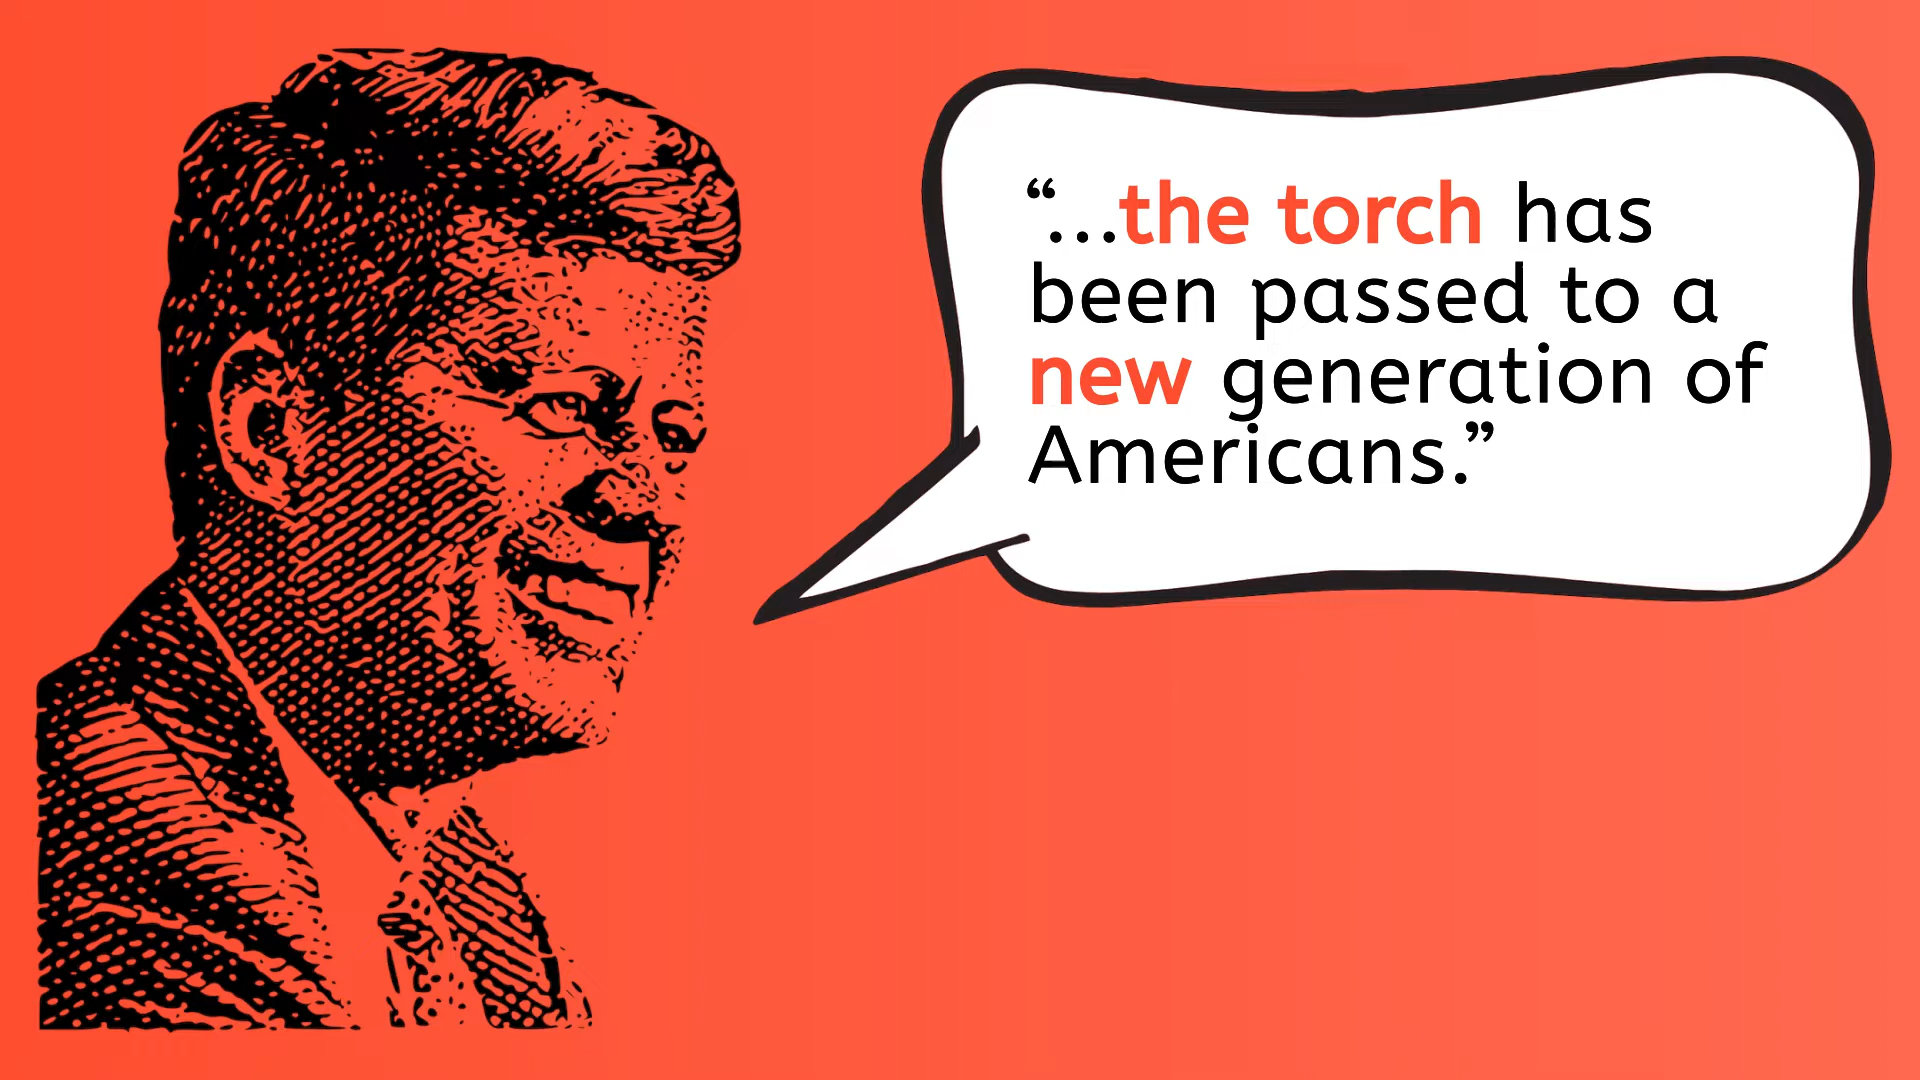 “...the torch has
been passed to a
new generation of
Americans.”